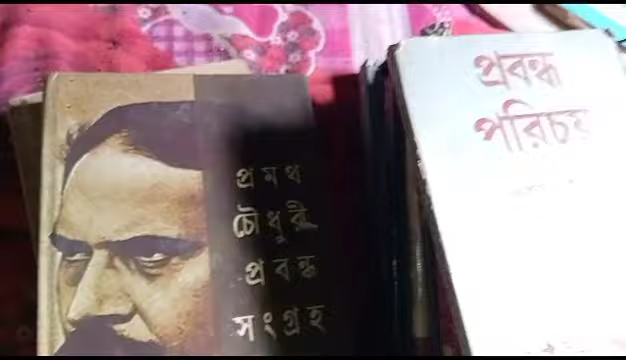 প্রমথ
চৌধুরী
প্রবন্ধ
সংগ্রহ
প্রবন্ধ
পরিচয়